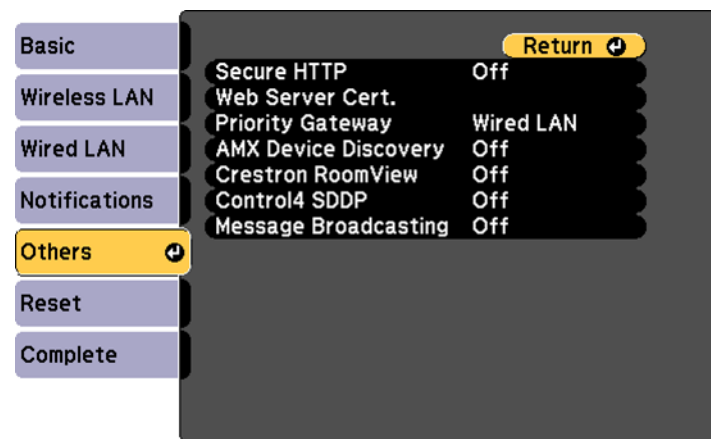 Basic
Wireless LAN
Wired LAN
Notifications
Others
Reset
Complete
Return
Secure HTTP Off
Web Server Cert.
Priority Gateway Wired LAN
AMX Device Discovery Off
Crestron RoomView Off
Control4 SDDP Off
Message Broadcasting Off